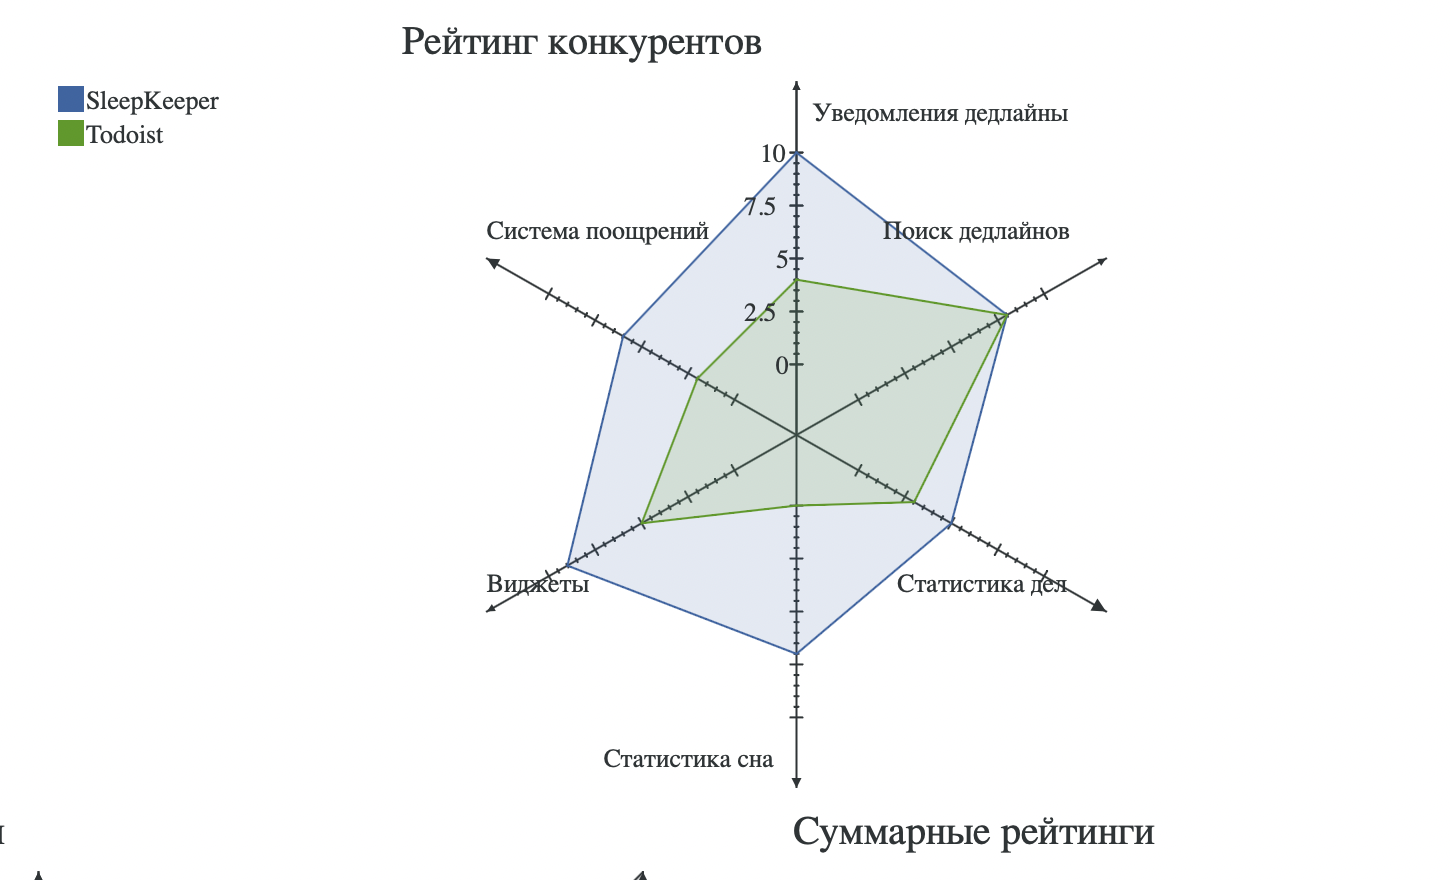 Рейтинг конкурентов
SleepKeeper
Todoist
Уведомления дедлайны
10
7.5
Система поощрений
Поиск дедлайнов
5
2.5
0
Виджеты
Статистика дел
Статистика сна
Суммарные рейтинги